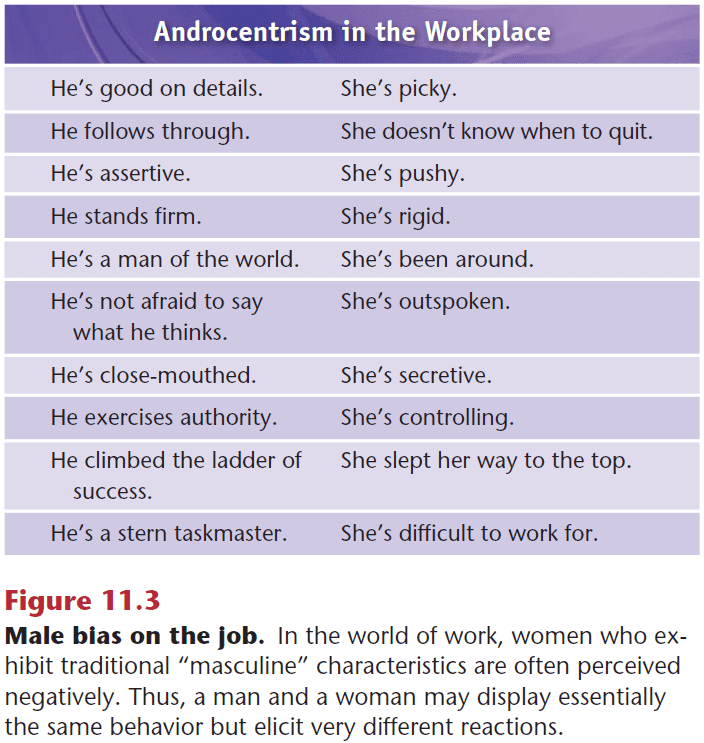 Androcentrism in the Workplace
He's good on details. She's picky.
He follows through. She doesn't know when to quit.
He's assertive. She's pushy.
He stands firm. She's rigid.
He's a man of the world. She's been around.
He's not afraid to say She's outspoken.
what he thinks.
He's close-mouthed. She's secretive.
He exercises authority. She's controlling.
He climbed the ladder of She slept her way to the top.
success.
He's a stern taskmaster. She's difficult to work for.
Figure 11.3
Male bias on the job. In the world of work, women who ex-
hibit traditional “masculine” characteristics are often perceived
negatively. Thus, a man and a woman may display essentially
the same behavior but elicit very different reactions.